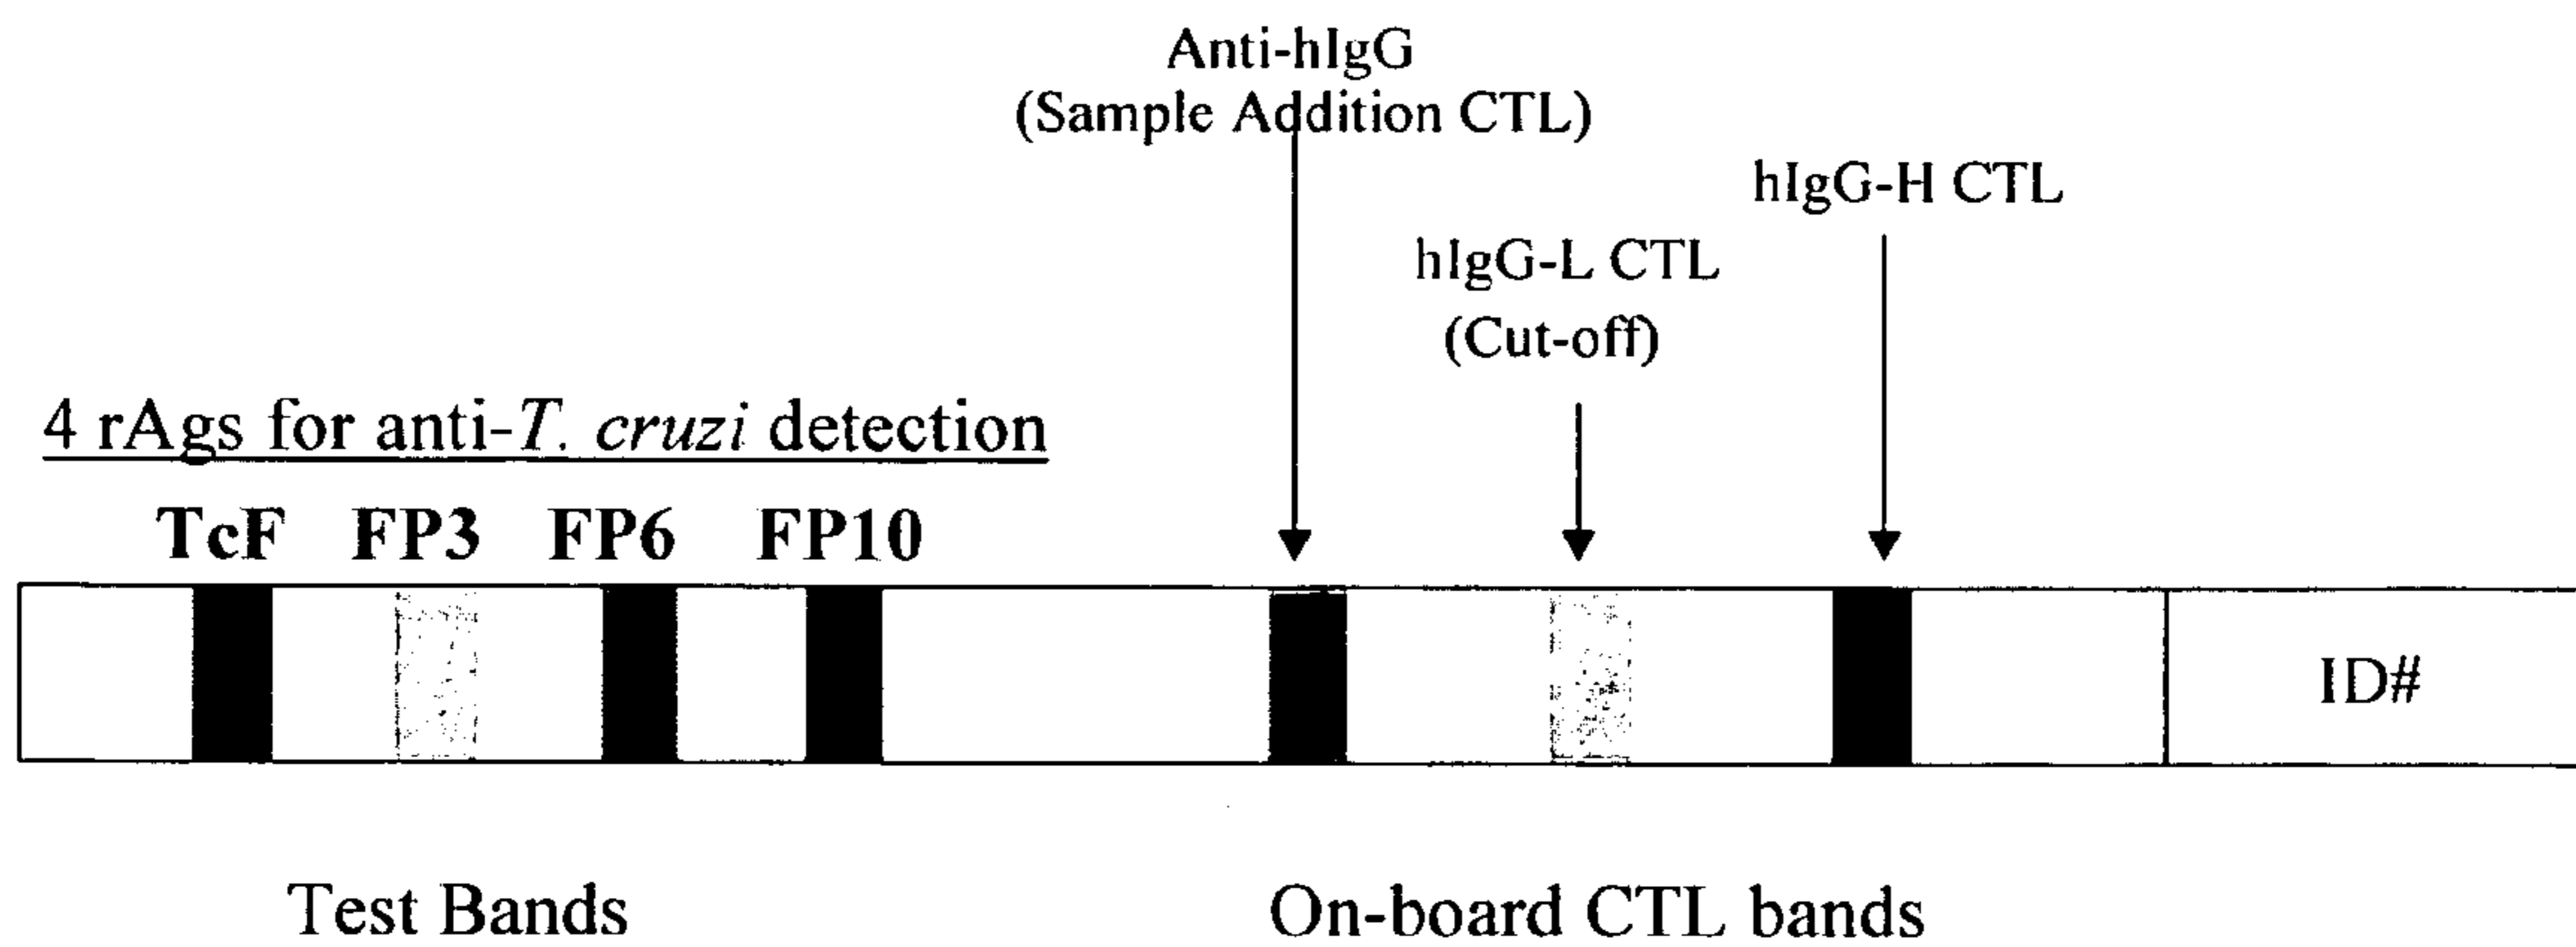 Anti-hIgG
(Sample Addition CTL)
hIgG-H CTL
hIgG-L CTL
(Cut-off)
4 rAgs for anti-T. cruzi detection
TcF FP3 FP6 FP10
ID#
Test Bands
On-board CTL bands